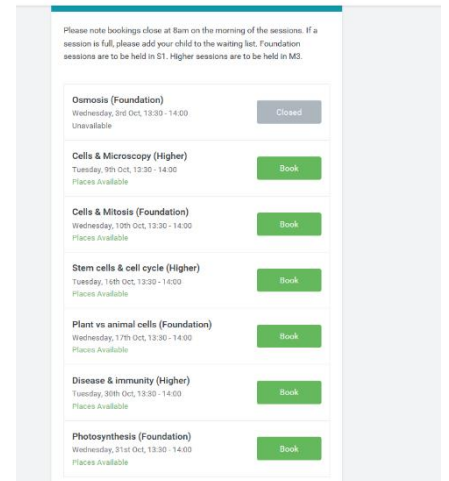 Please note bookings close at 8am on the morning of the sessions. If a
session is full, please add your child to the waiting list. Foundation
sessions are to be held in S1. Higher sessions are to be held in M3.
Osmosis (Foundation)
Wednesday, 3rd Oct, 13:30 - 14:00
Unavailable
Closed
Cells & Microscopy (Higher)
Tuesday, 9th Oct, 13:30 - 14:00
Places Available
Book
Cells & Mitosis (Foundation)
Wednesday, 10th Oct, 13:30 - 14:00
Places Available
Book
Stem cells & cell cycle (Higher)
Tuesday, 16th Oct, 13:30 - 14:00
Places Available
Book
Plant vs animal cells (Foundation)
Wednesday, 17th Oct, 13:30 - 14:00
Places Available
Book
Disease & immunity (Higher)
Tuesday, 30th Oct, 13:30 - 14:00
Places Available
Book
Photosynthesis (Foundation)
Wednesday, 31st Oct, 13:30 - 14:00
Places Available
Book